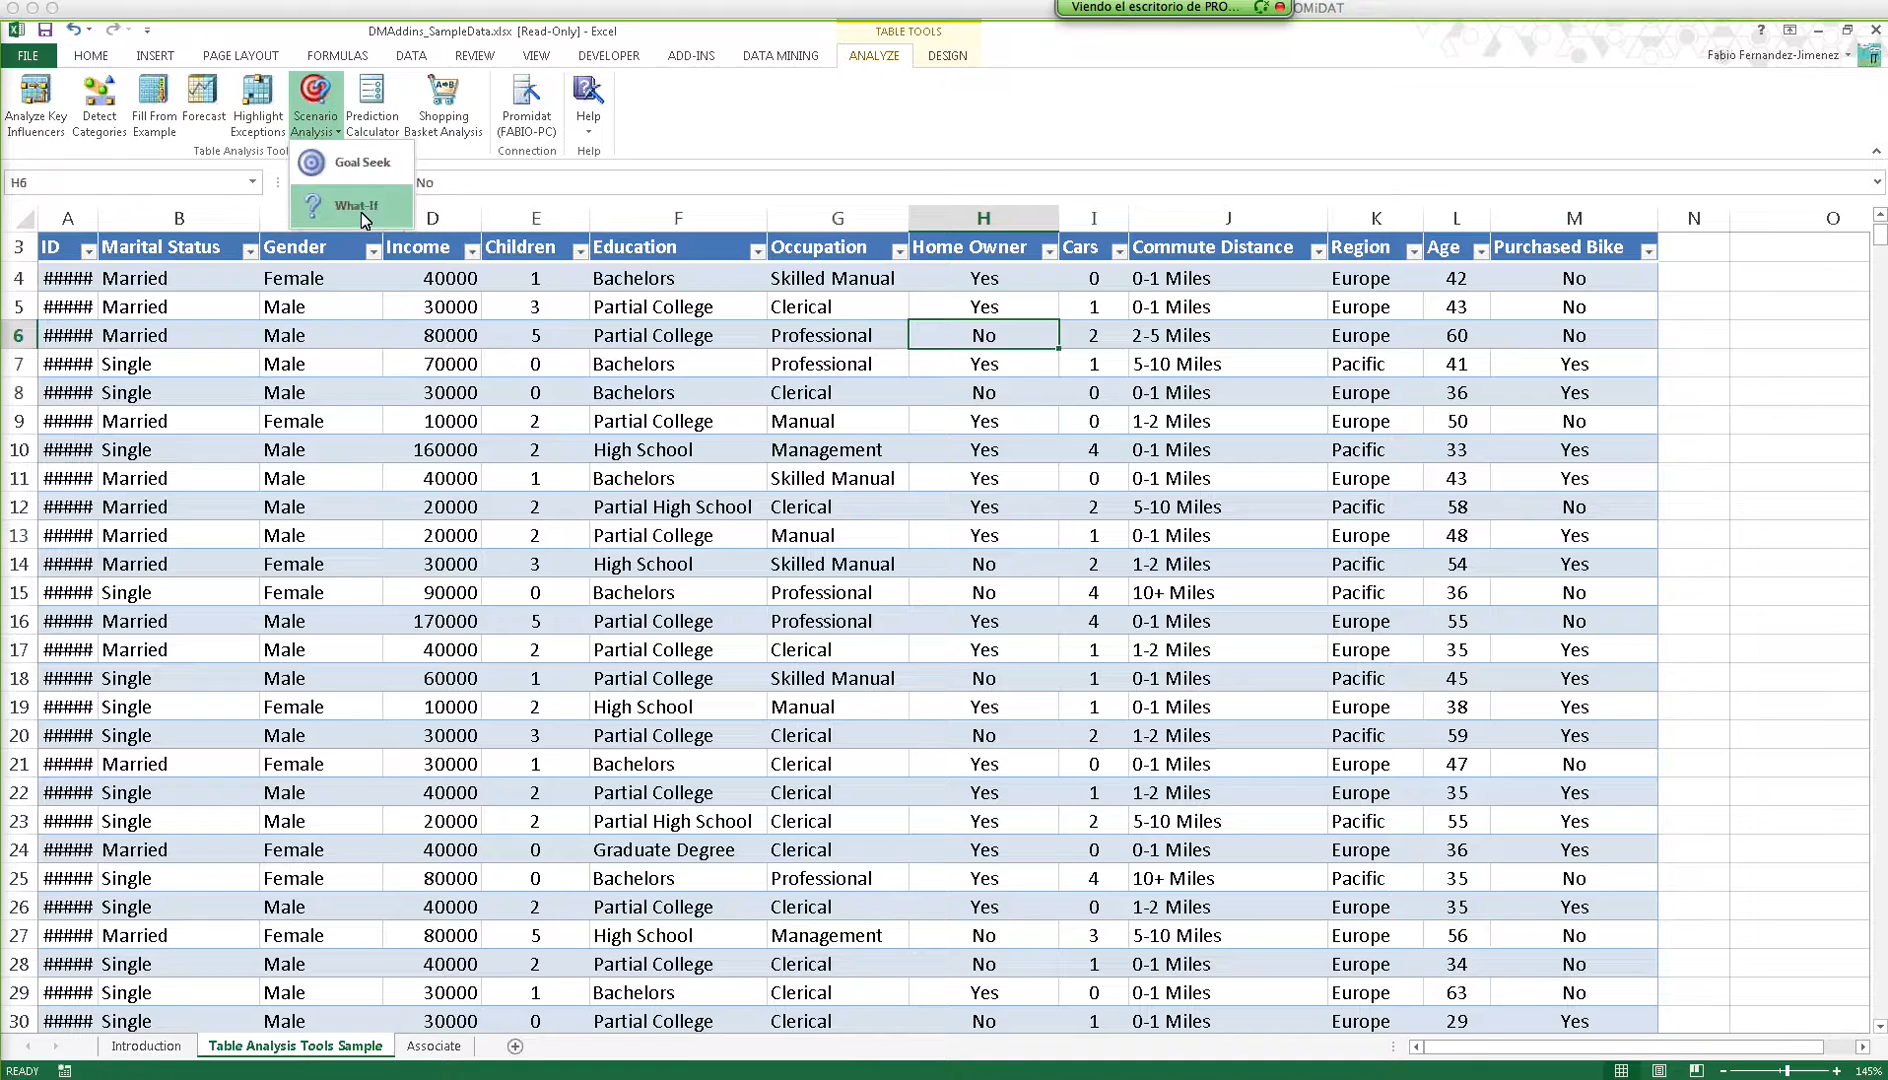 Viendo el escritorio de PRO...
OMiDAT
DMAddins_SampleData.xlsx [Read-Only] - Excel
TABLE TOOLS
FILE HOME INSERT PAGE LAYOUT FORMULAS DATA REVIEW VIEW DEVELOPER ADD-INS DATA MINING ANALYZE DESIGN
Fabio Fernandez-Jimenez
Analyze Key Influencers
Detect Categories
Fill From Example
Forecast
Highlight Exceptions
Scenario Analysis
Prediction Calculator
Shopping Basket Analysis
Promidat (FABIO-PC)
Help
Table Analysis Tool
Connection
Help
Goal Seek
What-If
H6
No
A B D E F G H I J K L M N O
3 ID Marital Status Gender Income Children Education Occupation Home Owner Cars Commute Distance Region Age Purchased Bike
4 ##### Married Female 40000 1 Bachelors Skilled Manual Yes 0 0-1 Miles Europe 42 No
5 ##### Married Male 30000 3 Partial College Clerical Yes 1 0-1 Miles Europe 43 No
6 ##### Married Male 80000 5 Partial College Professional No 2 2-5 Miles Europe 60 No
7 ##### Single Male 70000 0 Bachelors Professional Yes 1 5-10 Miles Pacific 41 Yes
8 ##### Single Male 30000 0 Bachelors Clerical No 0 0-1 Miles Europe 36 Yes
9 ##### Married Female 10000 2 Partial College Manual Yes 0 1-2 Miles Europe 50 No
10 ##### Single Male 160000 2 High School Management Yes 4 0-1 Miles Pacific 33 Yes
11 ##### Married Male 40000 1 Bachelors Skilled Manual Yes 0 0-1 Miles Europe 43 Yes
12 ##### Married Male 20000 2 Partial High School Clerical Yes 2 5-10 Miles Pacific 58 No
13 ##### Married Male 20000 2 Partial College Manual Yes 1 0-1 Miles Europe 48 Yes
14 ##### Married Female 30000 3 High School Skilled Manual No 2 1-2 Miles Pacific 54 Yes
15 ##### Single Female 90000 0 Bachelors Professional No 4 10+ Miles Pacific 36 No
16 ##### Married Male 170000 5 Partial College Professional Yes 4 0-1 Miles Europe 55 No
17 ##### Married Male 40000 2 Partial College Clerical Yes 1 1-2 Miles Europe 35 Yes
18 ##### Single Male 60000 1 Partial College Skilled Manual No 1 0-1 Miles Pacific 45 Yes
19 ##### Single Female 10000 2 High School Manual Yes 1 0-1 Miles Europe 38 Yes
20 ##### Single Male 30000 3 Partial College Clerical No 2 1-2 Miles Pacific 59 Yes
21 ##### Married Female 30000 1 Bachelors Clerical Yes 0 0-1 Miles Europe 47 No
22 ##### Single Male 40000 2 Partial College Clerical Yes 1 1-2 Miles Europe 35 Yes
23 ##### Single Male 20000 2 Partial High School Clerical Yes 2 5-10 Miles Pacific 55 Yes
24 ##### Married Female 40000 0 Graduate Degree Clerical Yes 0 0-1 Miles Europe 36 Yes
25 ##### Single Female 80000 0 Bachelors Professional Yes 4 10+ Miles Pacific 35 No
26 ##### Single Male 40000 2 Partial College Clerical Yes 0 1-2 Miles Europe 35 Yes
27 ##### Married Female 80000 5 High School Management No 3 5-10 Miles Europe 56 No
28 ##### Single Male 40000 2 Partial College Clerical No 1 0-1 Miles Europe 34 No
29 ##### Single Male 30000 1 Bachelors Clerical Yes 0 0-1 Miles Europe 63 No
30 ##### Single Male 30000 0 Partial College Clerical No 1 0-1 Miles Europe 29 Yes
Introduction Table Analysis Tools Sample Associate
READY
145%